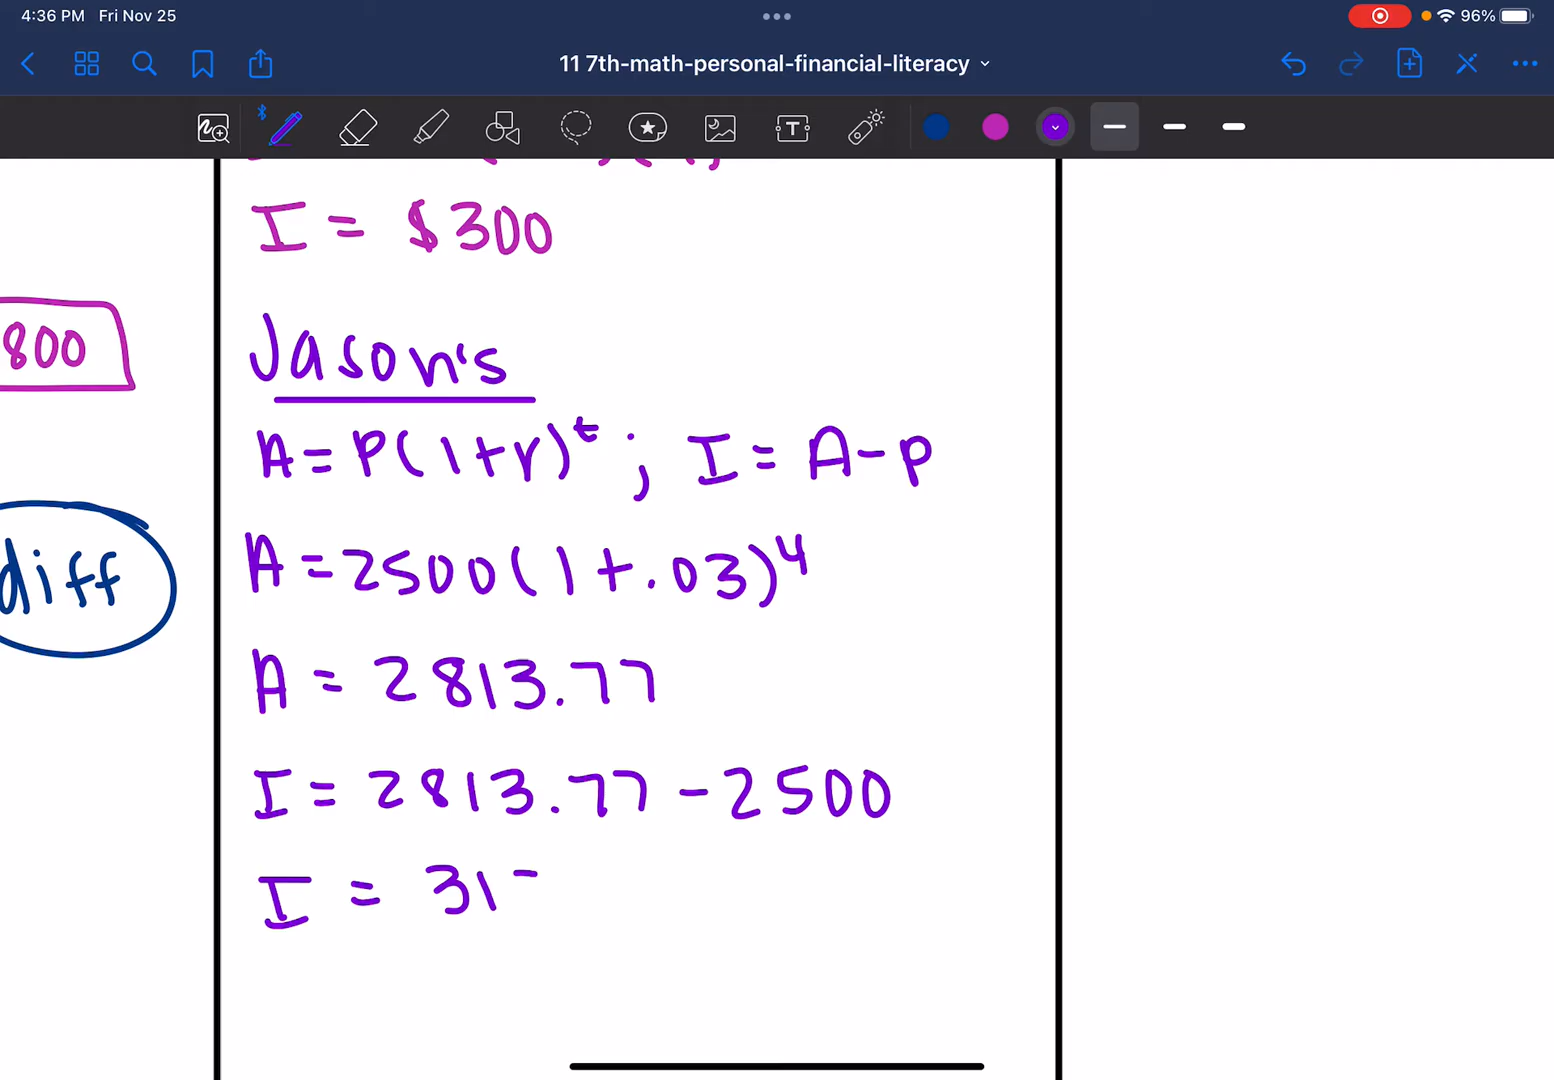 4:36 PM Fri Nov 25
96%
11 7th-math-personal-financial-literacy
T
I = $300
800
Jason's
A = P(1+r)^t ; I = A - p
diff
A = 2500(1 + .03)^4
A = 2813.77
I = 2813.77 - 2500
I = 31